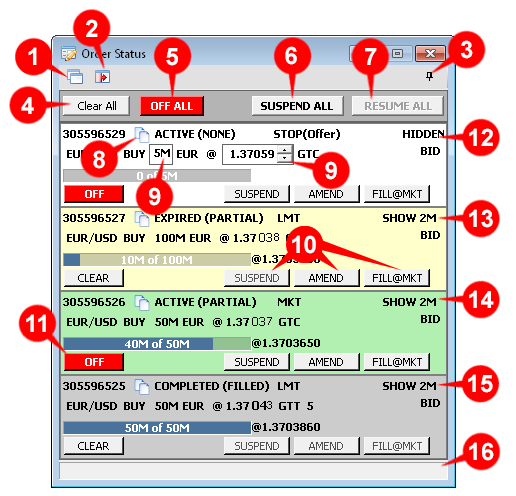 2
Order Status
1
3
5
6
7
4
Clear All OFF ALL SUSPEND ALL RESUME ALL
305596529 ACTIVE (NONE) STOP(Offer) HIDDEN
12
8
EUR/ BUY 5M EUR @ 1.37059 GTC BID
9
9
0 of 5M
OFF SUSPEND AMEND FILL@MKT
305596527 EXPIRED (PARTIAL) LMT SHOW 2M
13
EUR/USD BUY 100M EUR @ 1.37038 BID
10
10M of 100M
CLEAR SUSPEND AMEND FILL@MKT
305596526 ACTIVE (PARTIAL) MKT SHOW 2M
14
EUR/USD BUY 50M EUR @ 1.37037 GTC BID
11
40M of 50M @1.3703650
OFF SUSPEND AMEND FILL@MKT
305596525 COMPLETED (FILLED) LMT SHOW 2M
15
EUR/USD BUY 50M EUR @ 1.37043 GTT 5 BID
50M of 50M @1.3703860
CLEAR SUSPEND AMEND FILL@MKT
16